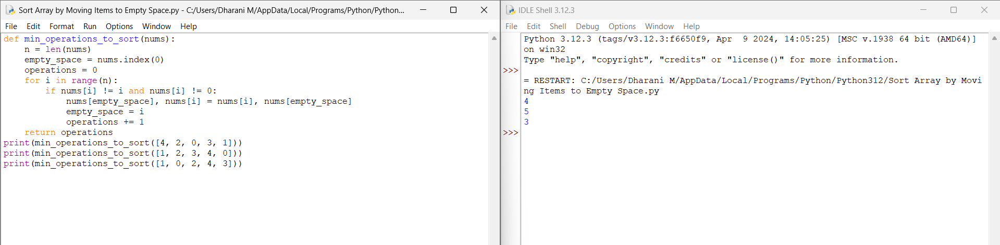 Sort Array by Moving Items to Empty Space.py - C:/Users/Dharani M/AppData/Local/Programs/Python/Python...
File Edit Format Run Options Window Help
def min_operations_to_sort(nums):
    n = len(nums)
    empty_space = nums.index(0)
    operations = 0
    for i in range(n):
        if nums[i] != i and nums[i] != 0:
            nums[empty_space], nums[i] = nums[i], nums[empty_space]
            empty_space = i
            operations += 1
    return operations
print(min_operations_to_sort([4, 2, 0, 3, 1]))
print(min_operations_to_sort([1, 2, 3, 4, 0]))
print(min_operations_to_sort([1, 0, 2, 4, 3]))
IDLE Shell 3.12.3
File Edit Shell Debug Options Window Help
Python 3.12.3 (tags/v3.12.3:f6650f9, Apr  9 2024, 14:05:25) [MSC v.1938 64 bit (AMD64)]
on win32
Type "help", "copyright", "credits" or "license()" for more information.
>>>
= RESTART: C:/Users/Dharani M/AppData/Local/Programs/Python/Python312/Sort Array by Movi
ng Items to Empty Space.py
4
5
3
>>>